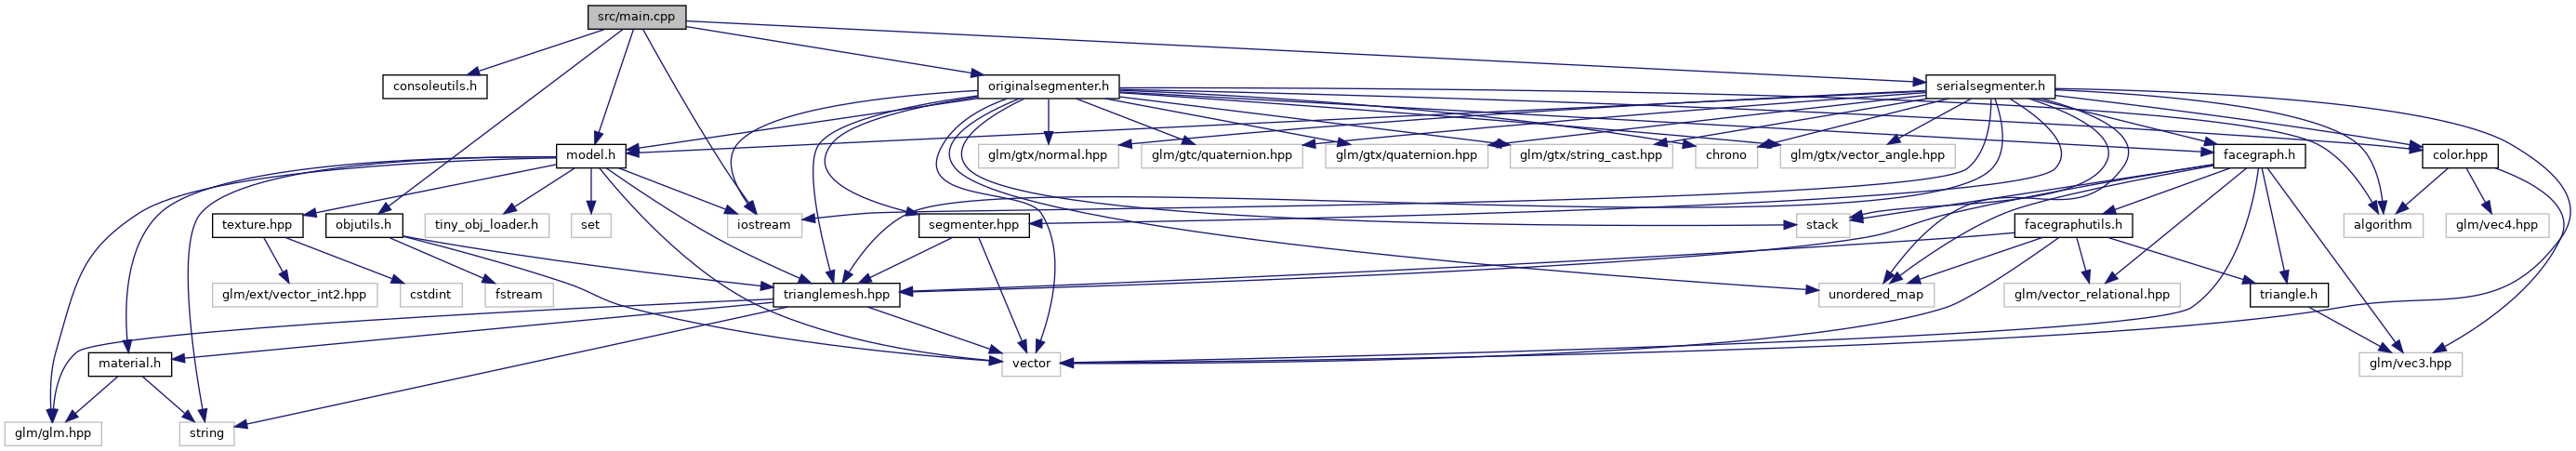 src/main.cpp
consoleutils.h
originalsegmenter.h
serialsegmenter.h
model.h
glm/gtx/normal.hpp
glm/gtc/quaternion.hpp
glm/gtx/quaternion.hpp
glm/gtx/string_cast.hpp
chrono
glm/gtx/vector_angle.hpp
facegraph.h
color.hpp
texture.hpp
objutils.h
tiny_obj_loader.h
set
iostream
segmenter.hpp
stack
facegraphutils.h
algorithm
glm/vec4.hpp
glm/ext/vector_int2.hpp
cstdint
fstream
trianglemesh.hpp
unordered_map
glm/vector_relational.hpp
triangle.h
material.h
vector
glm/vec3.hpp
glm/glm.hpp
string